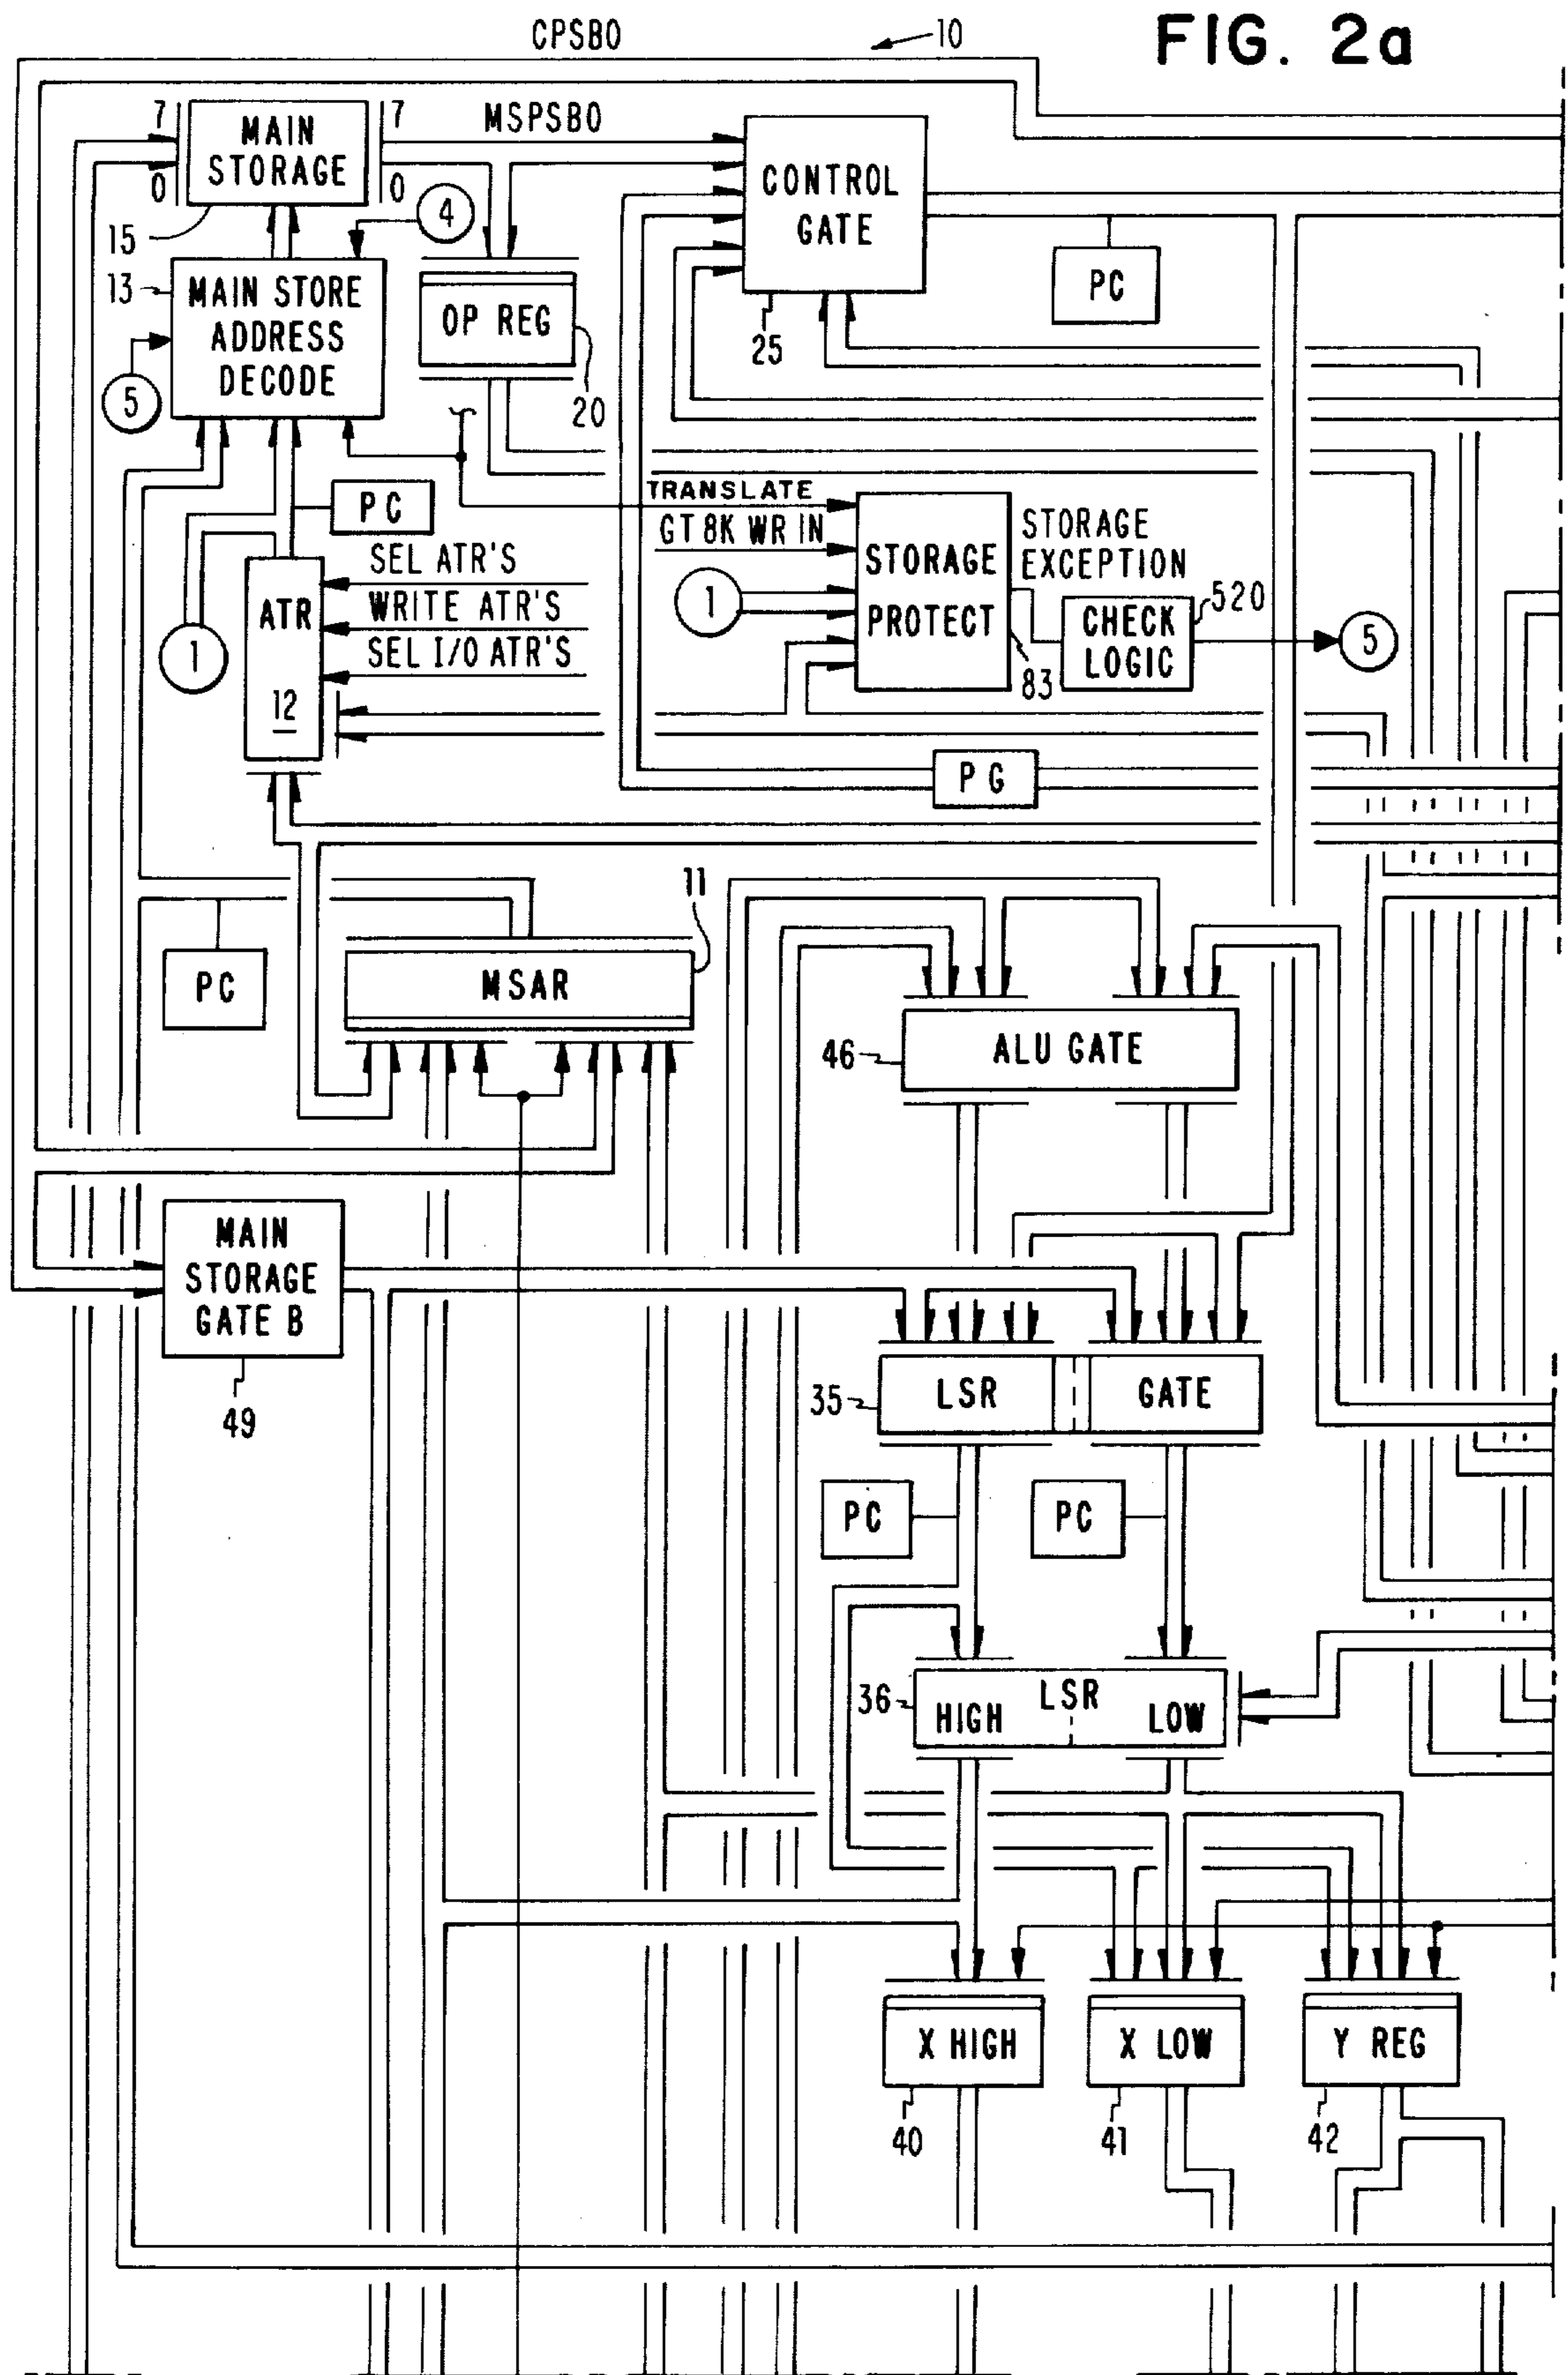 FIG. 2a
CPSBO
10
7
MAIN
STORAGE
0
7
0
MSPSBO
CONTROL
GATE
4
15
13
MAIN STORE
ADDRESS
DECODE
OP REG
PC
25
5
20
TRANSLATE
PC
GT 8K WR IN
STORAGE
EXCEPTION
STORAGE
PROTECT
SEL ATR'S
WRITE ATR'S
SEL I/O ATR'S
ATR
12
1
1
CHECK
LOGIC
520
5
83
PG
11
PC
MSAR
46
ALU GATE
MAIN
STORAGE
GATE B
49
35
LSR
GATE
PC
PC
36
LSR
HIGH
LOW
X HIGH
X LOW
Y REG
40
41
42